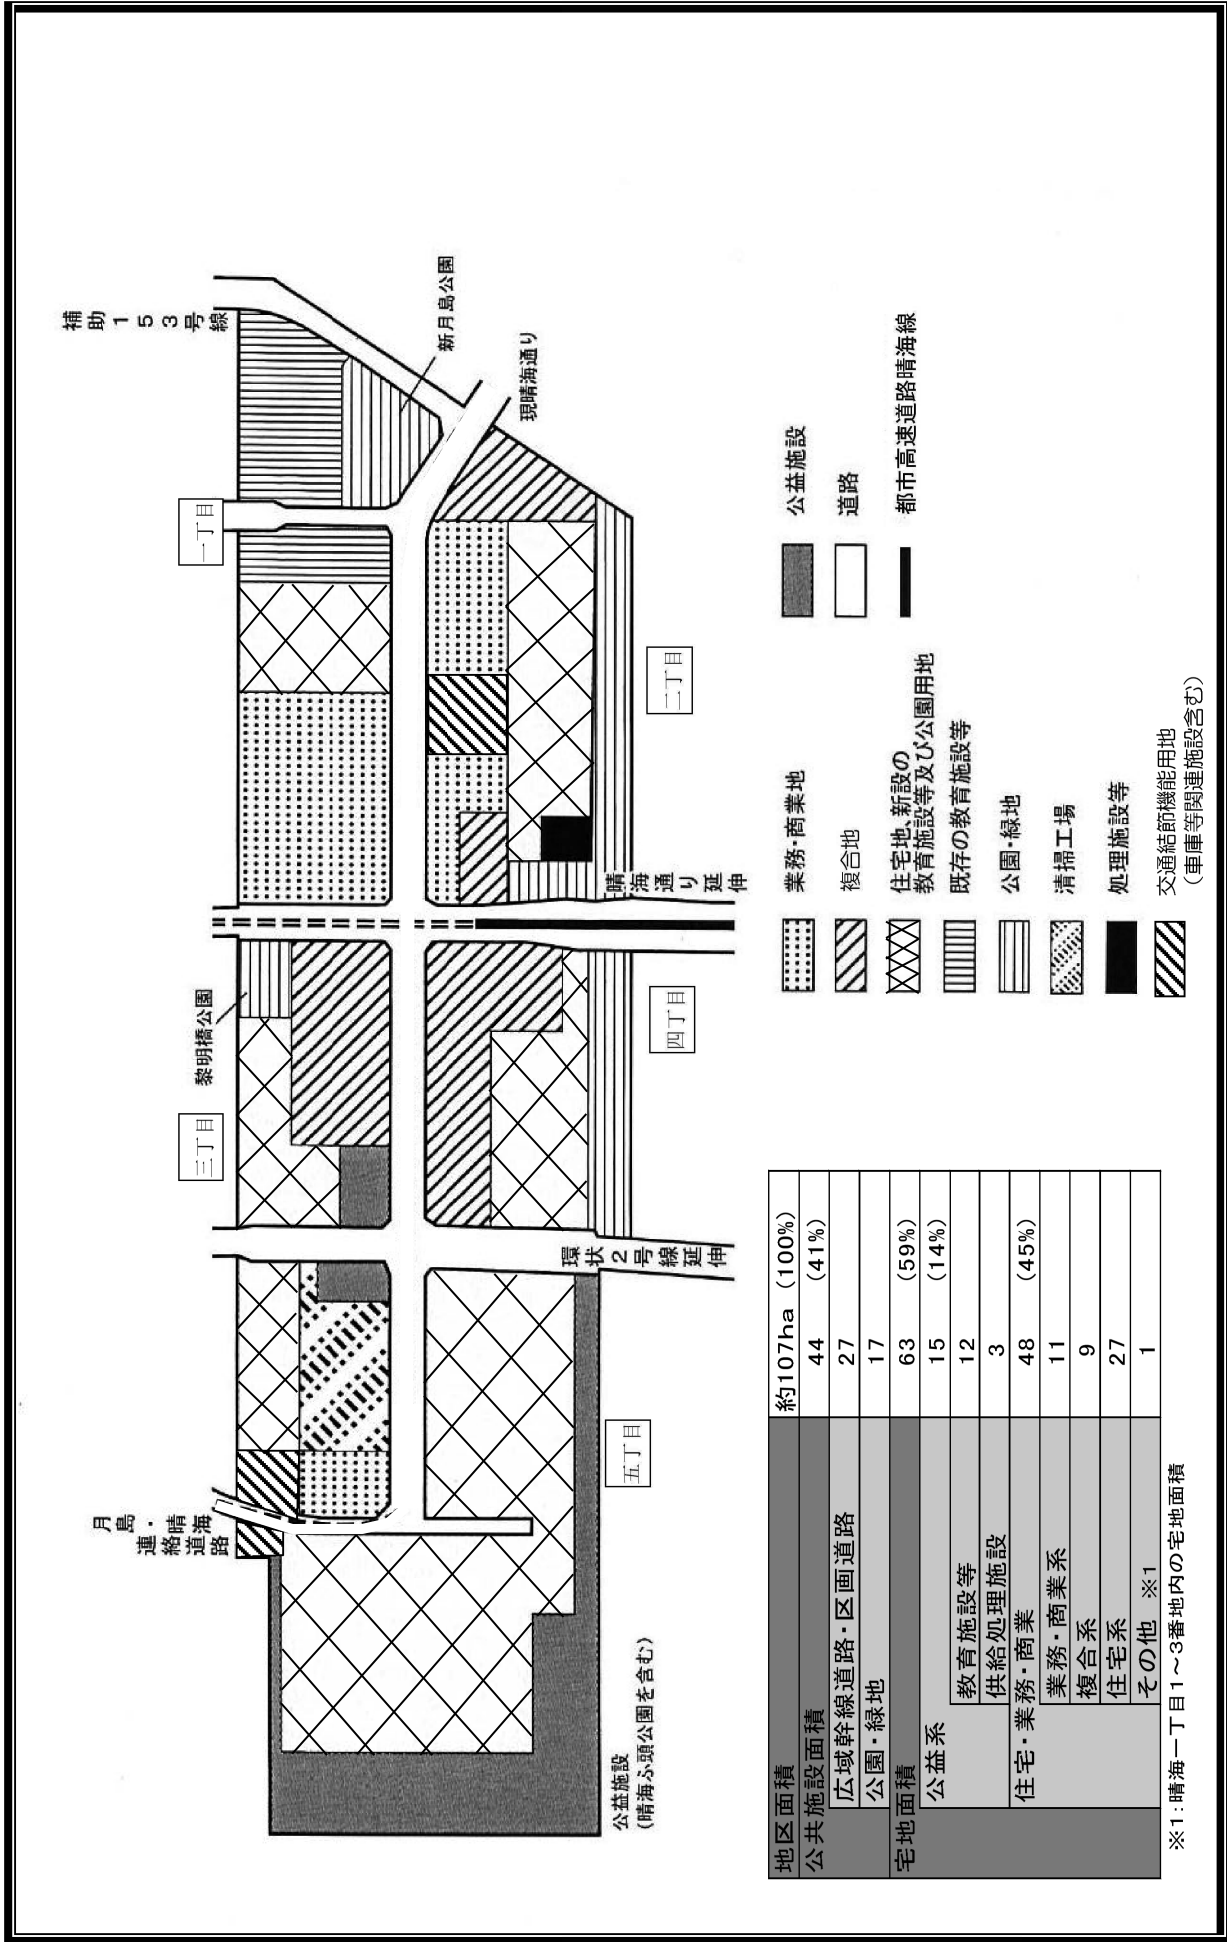 補助１５３号線
新月島公園
現晴海通り
一丁目
二丁目
晴海通り延伸
黎明橋公園
三丁目
四丁目
環状２号線延伸
月島・晴海
連絡道路
五丁目
公益施設
(晴海ふ頭公園を含む)
業務・商業地
複合地
住宅地、新設の
教育施設等及び公園用地
既存の教育施設等
公園・緑地
清掃工場
処理施設等
交通結節機能用地
(車庫等関連施設含む)
公益施設
道路
都市高速道路晴海線
地区面積 約107ha (100%)
公共施設面積 44 (41%)
広域幹線道路・区画道路 27
公園・緑地 17
宅地面積 63 (59%)
公益系 15 (14%)
教育施設等 12
供給処理施設 3
住宅・業務・商業 48 (45%)
業務・商業系 11
複合系 9
住宅系 27
その他 ※1 1
※1：晴海一丁目1～3番地内の宅地面積